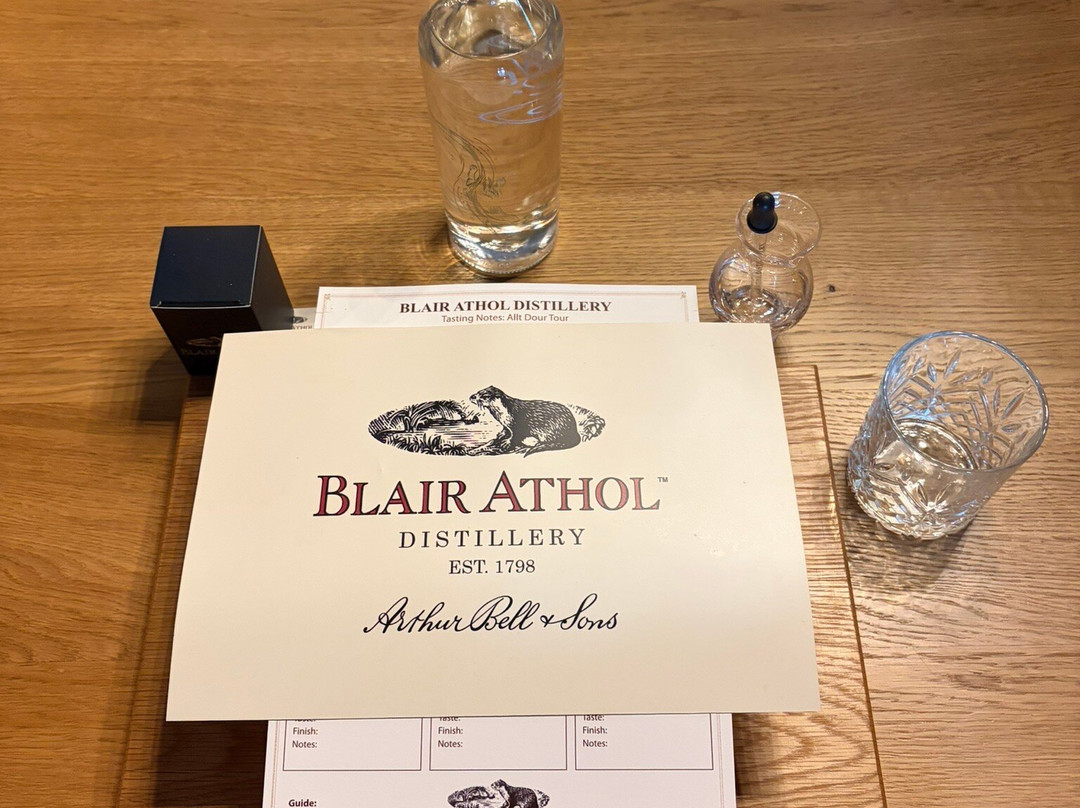 BLAIR ATHOL DISTILLERY
Tasting Notes: Allt Dour Tour
BLAIR ATHOL™
DISTILLERY
EST. 1798
Arthur Bell & Sons
Taste:
Taste:
Taste:
Finish:
Finish:
Finish:
Notes:
Notes:
Notes:
Guide: